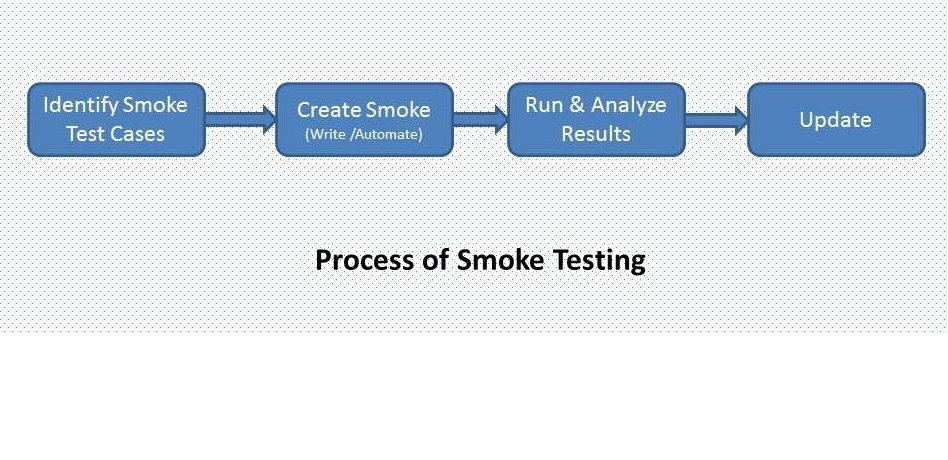 Identify Smoke
Test Cases
Create Smoke
(Write /Automate)
Run & Analyze
Results
Update
Process of Smoke Testing